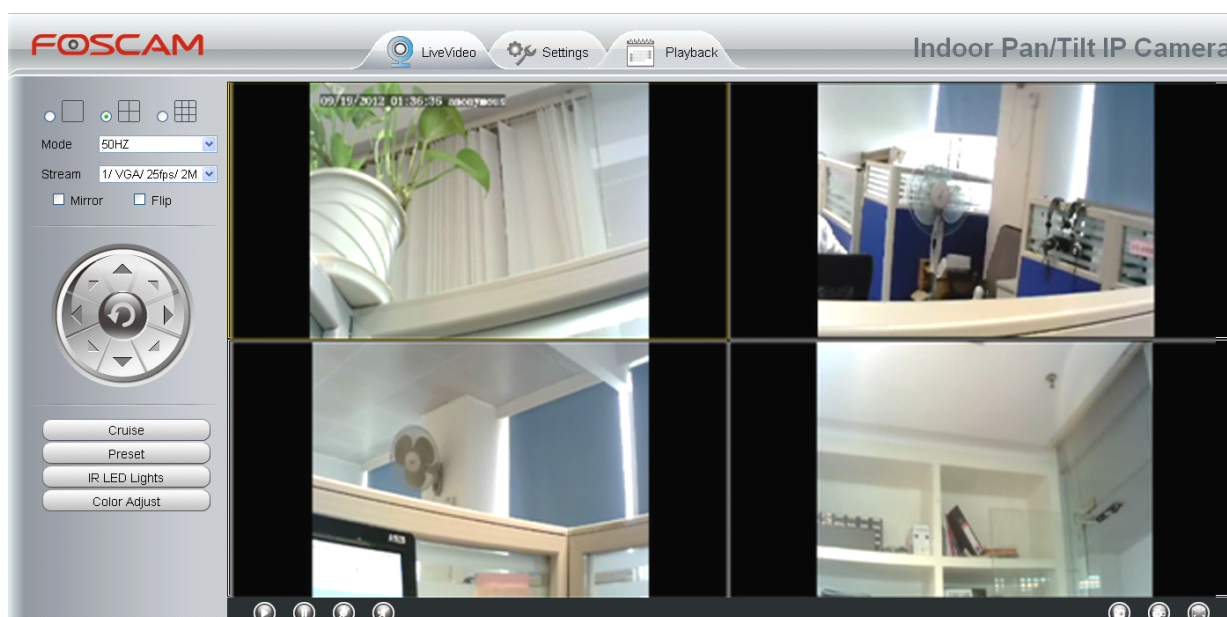 FOSCAM
LiveVideo
Settings
Playback
Indoor Pan/Tilt IP Camera
Mode
50HZ
Stream
1/ VGA/ 25fps/ 2M
Mirror
Flip
Cruise
Preset
IR LED Lights
Color Adjust
09/19/2012 01:36:36 anonymous